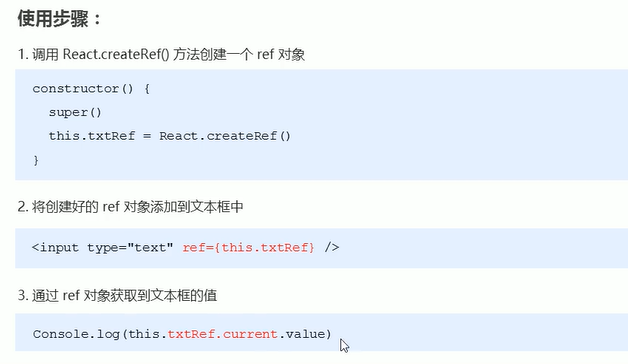 使用步骤：
1. 调用 React.createRef() 方法创建一个 ref 对象
constructor() {
super()
this.txtRef = React.createRef()
}
2. 将创建好的 ref 对象添加到文本框中
<input type="text" ref={this.txtRef} />
3. 通过 ref 对象获取到文本框的值
Console.log(this.txtRef.current.value)